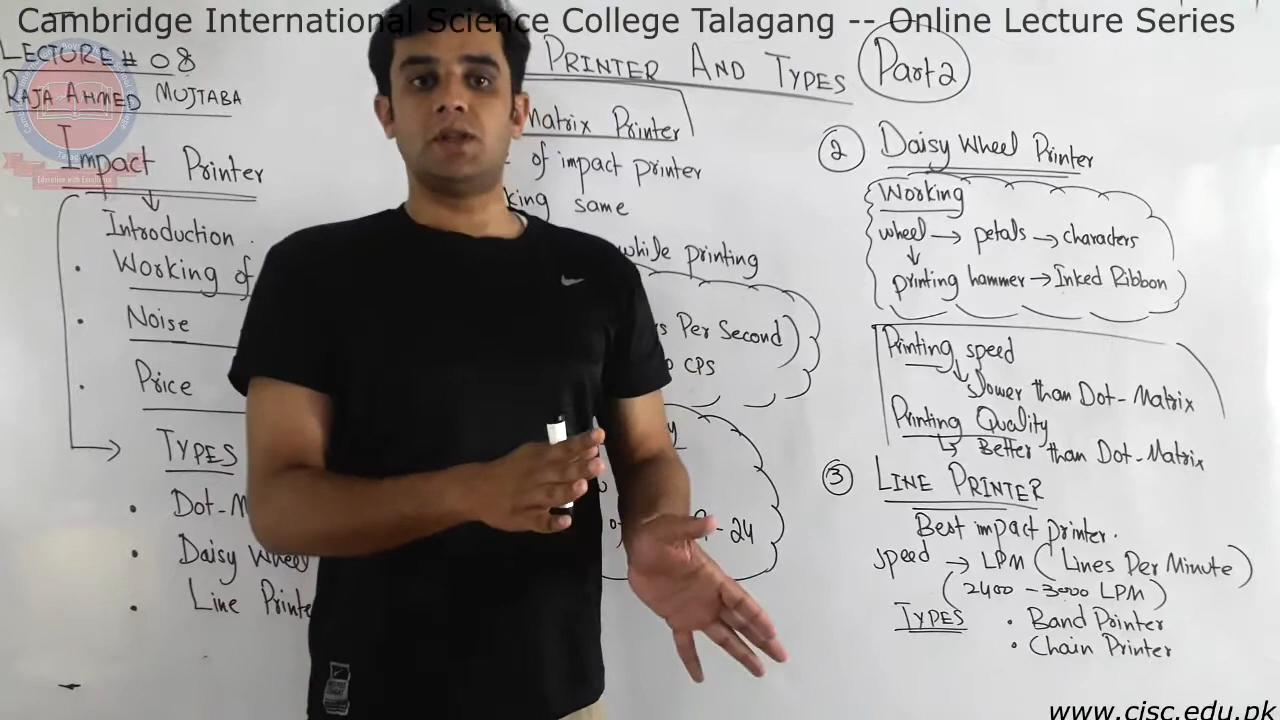 Cambridge International Science College Talagang -- Online Lecture Series
LECTURE # 08
RAJA AHMED MUJTABA
PRINTER AND TYPES Part 2
Impact Printer
Introduction.
Working of
Noise
Price
TYPES
Dot-M
Daisy Wheel
Line Printe
Matrix Printer
of impact printer
king same
while printing
s Per Second)
CPS
- 24
② Daisy Wheel Printer
Working
wheel → petals → characters
printing hammer → Inked Ribbon
Printing speed
Slower than Dot-Matrix
Printing Quality
Better than Dot-Matrix
③ LINE PRINTER
Best impact printer.
Speed → LPM (Lines Per Minute)
(2400 - 3000 LPM)
TYPES • Band Printer
• Chain Printer
www.cisc.edu.pk